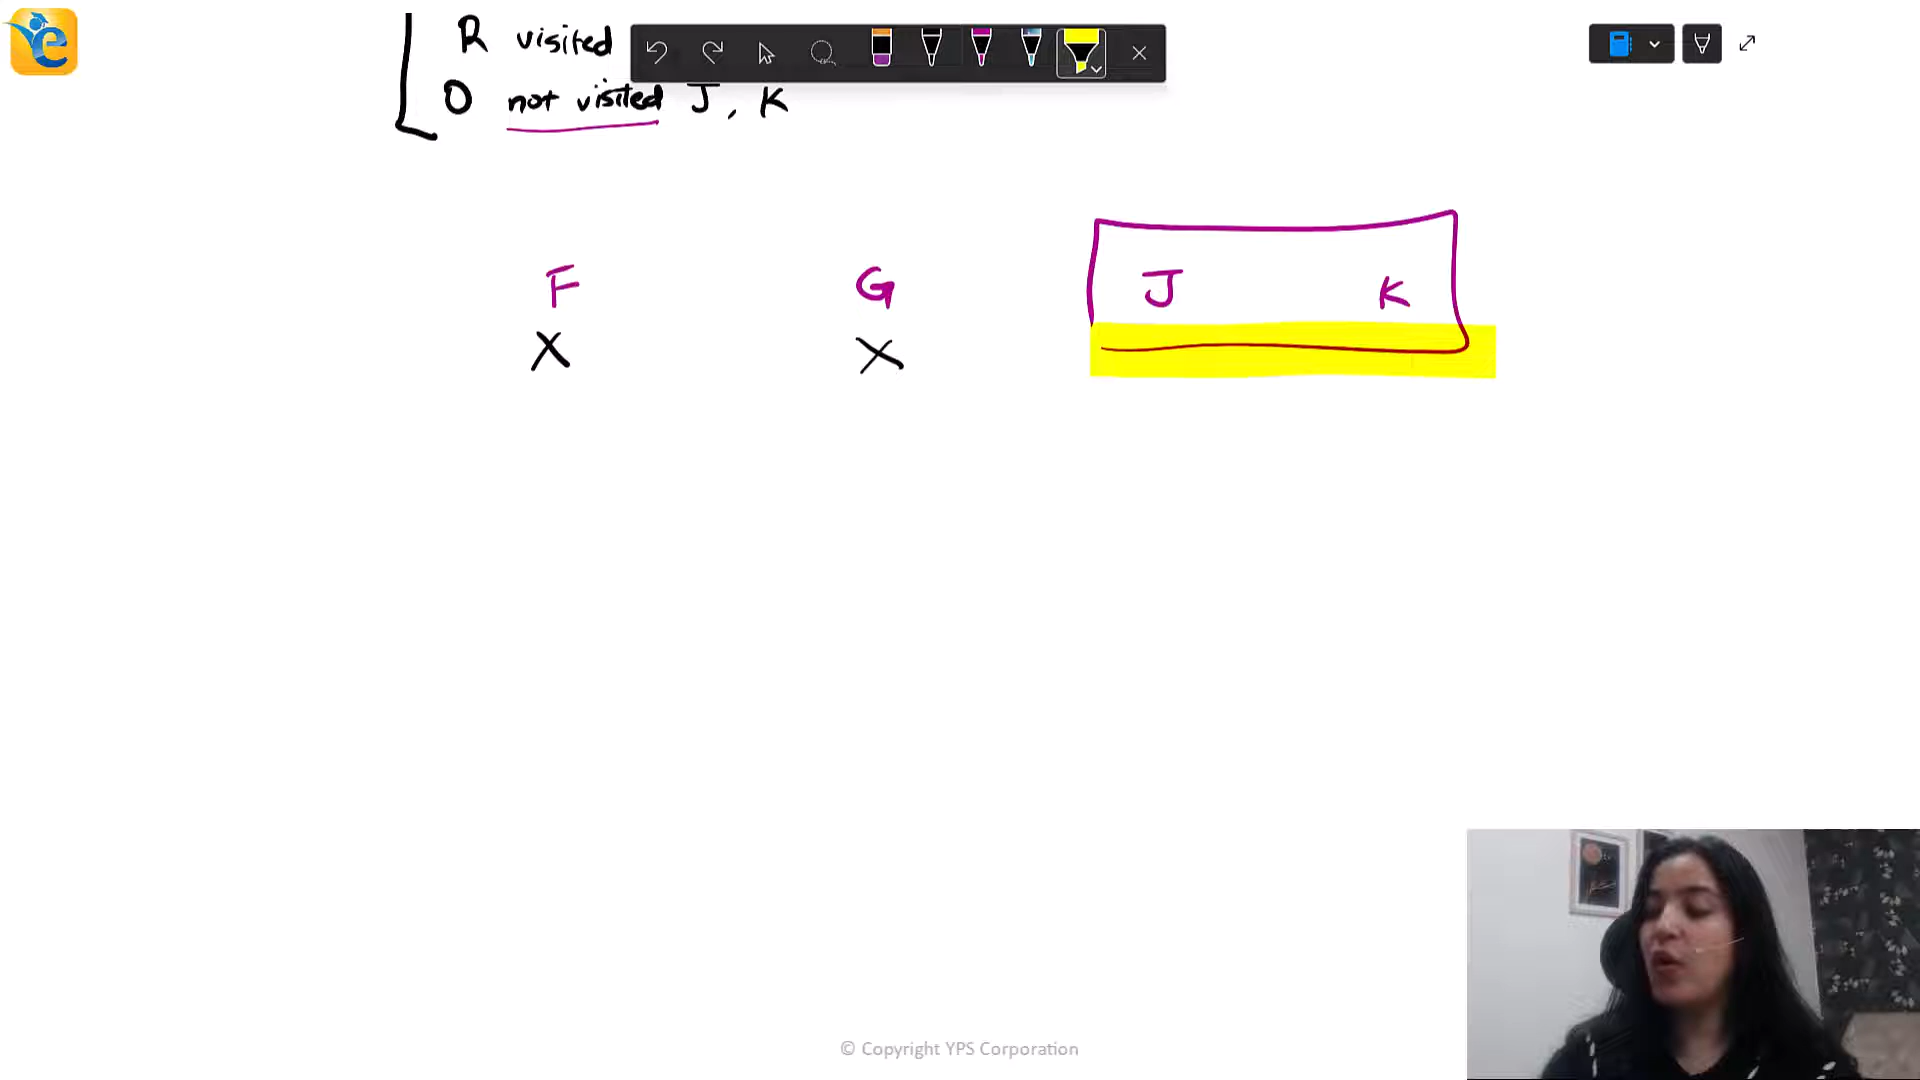 R visited
O not visited J, K
F G J K
X X
© Copyright YPS Corporation